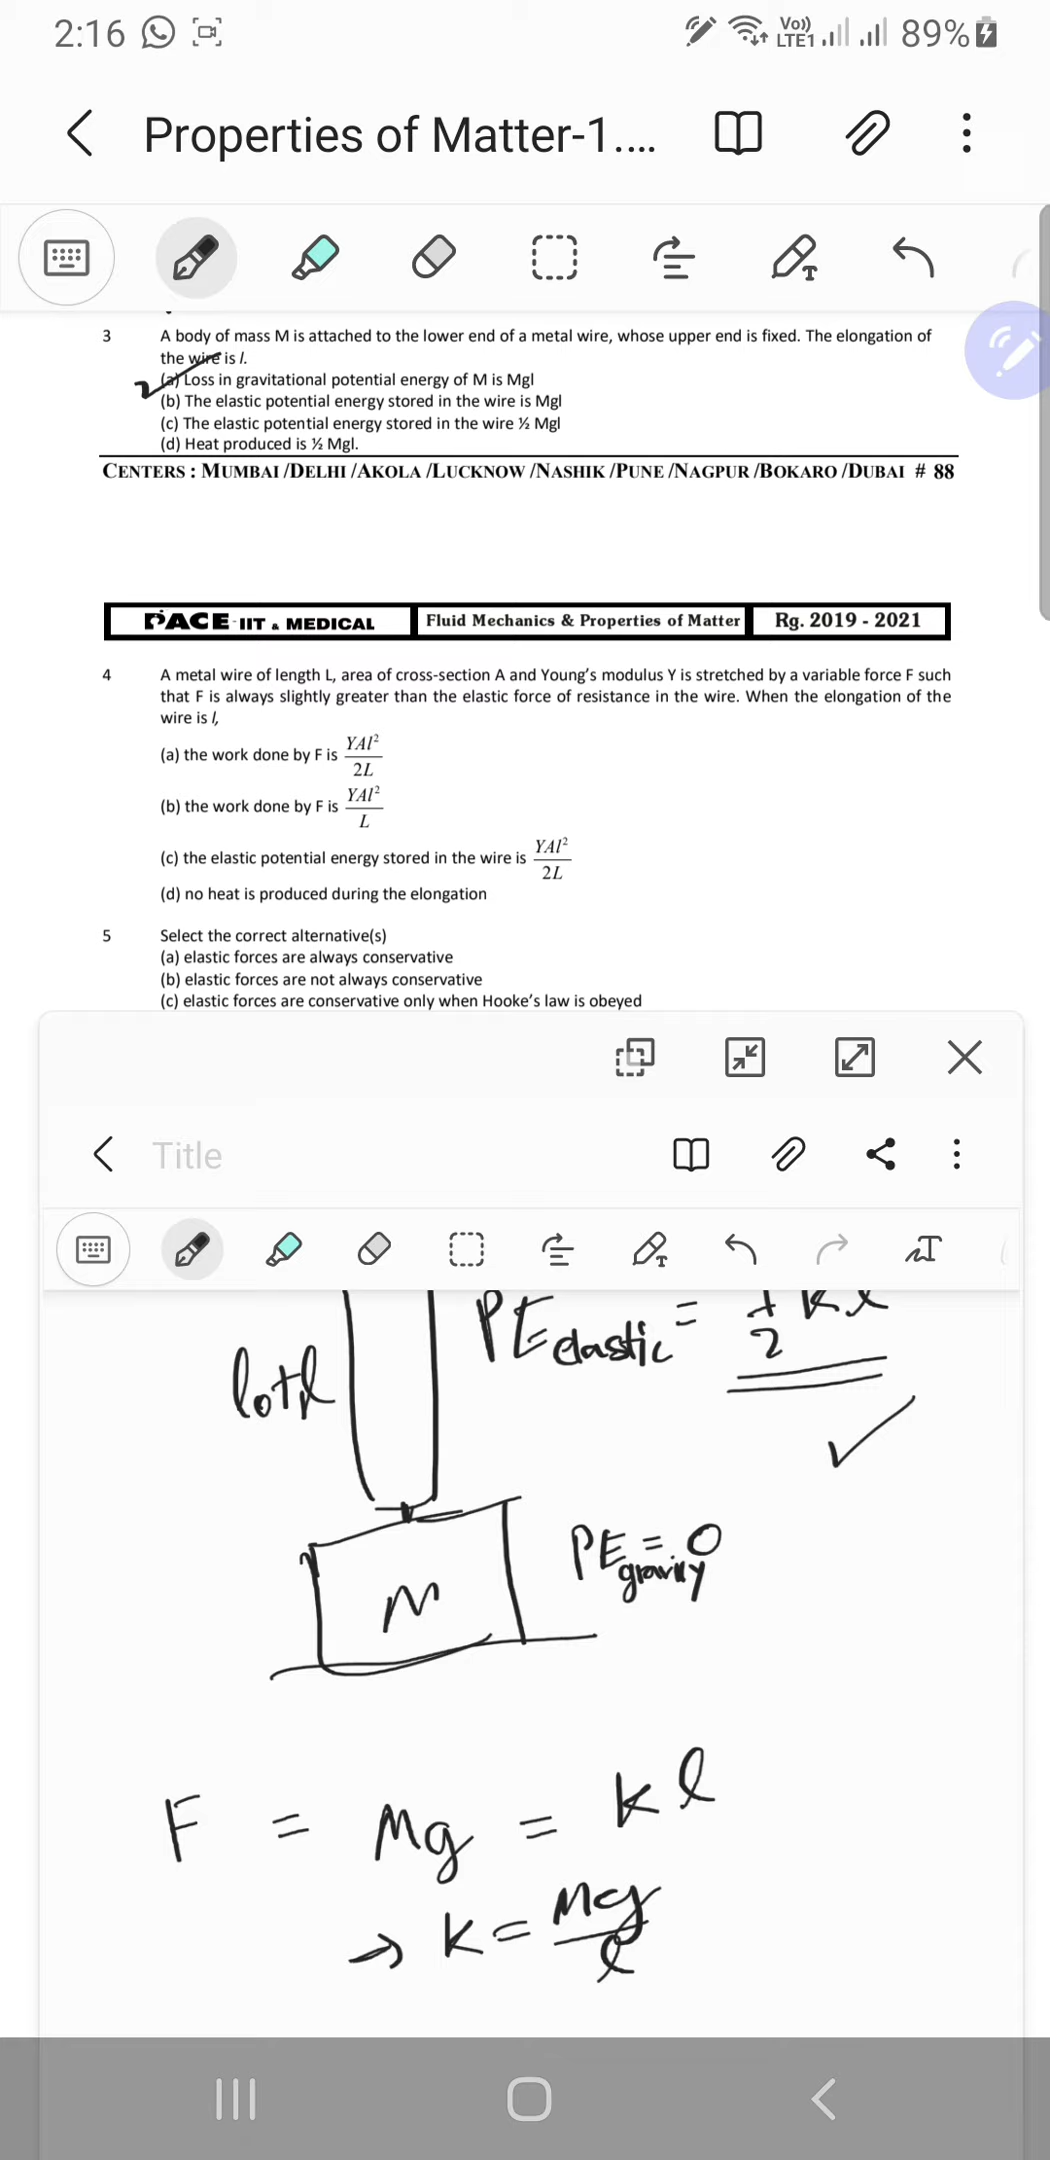 2:16 Vo)) LTE1 89%
Properties of Matter-1....
3 A body of mass M is attached to the lower end of a metal wire, whose upper end is fixed. The elongation of
the wire is l.
(a) Loss in gravitational potential energy of M is Mgl
(b) The elastic potential energy stored in the wire is Mgl
(c) The elastic potential energy stored in the wire ½ Mgl
(d) Heat produced is ½ Mgl.
CENTERS : MUMBAI /DELHI /AKOLA /LUCKNOW /NASHIK /PUNE /NAGPUR /BOKARO /DUBAI # 88
PACE IIT & MEDICAL Fluid Mechanics & Properties of Matter Rg. 2019 - 2021
4 A metal wire of length L, area of cross-section A and Young's modulus Y is stretched by a variable force F such
that F is always slightly greater than the elastic force of resistance in the wire. When the elongation of the
wire is l,
(a) the work done by F is YAl²/2L
(b) the work done by F is YAl²/L
(c) the elastic potential energy stored in the wire is YAl²/2L
(d) no heat is produced during the elongation
5 Select the correct alternative(s)
(a) elastic forces are always conservative
(b) elastic forces are not always conservative
(c) elastic forces are conservative only when Hooke's law is obeyed
Title
PE elastic = 1/2 kl
lo+l
PE gravity = 0
M
F = Mg = kl
→ K = Mg/l